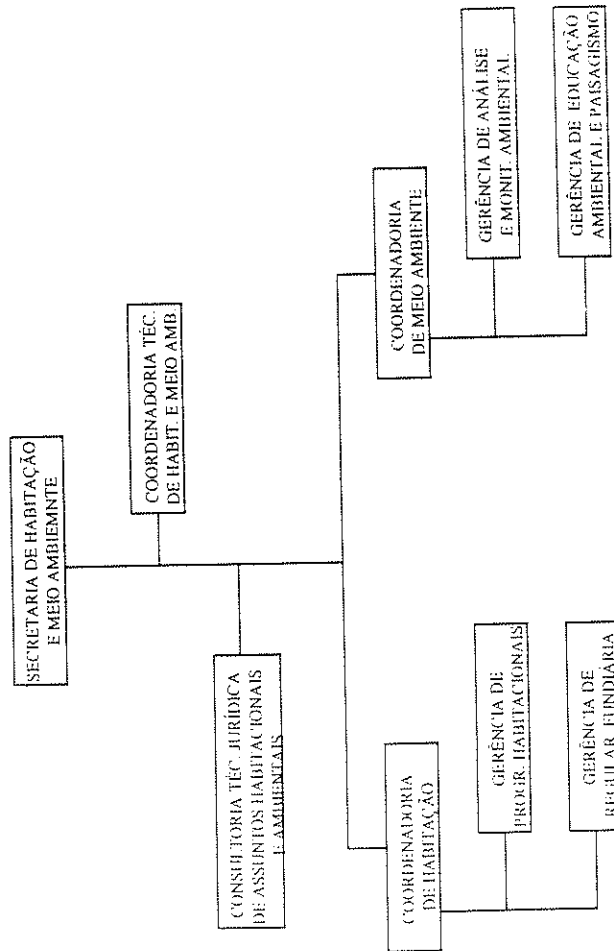 SECRETARIA DE HABITAÇÃO
E MEIO AMBIEMNTE
COORDENADORIA TÉC.
DE HABIT. E MEIO AMB.
CONSULTORIA TÉC. JURÍDICA
DE ASSUNTOS HABITACIONAIS
E AMBIENTAIS
COORDENADORIA
DE HABITAÇÃO
GERÊNCIA DE
PROGR. HABITACIONAIS
GERÊNCIA DE
REGULAR. FUNDIÁRIA
COORDENADORIA
DE MEIO AMBIENTE
GERÊNCIA DE ANÁLISE
E MONIT. AMBIENTAL
GERÊNCIA DE EDUCAÇÃO
AMBIENTAL E PAISAGISMO